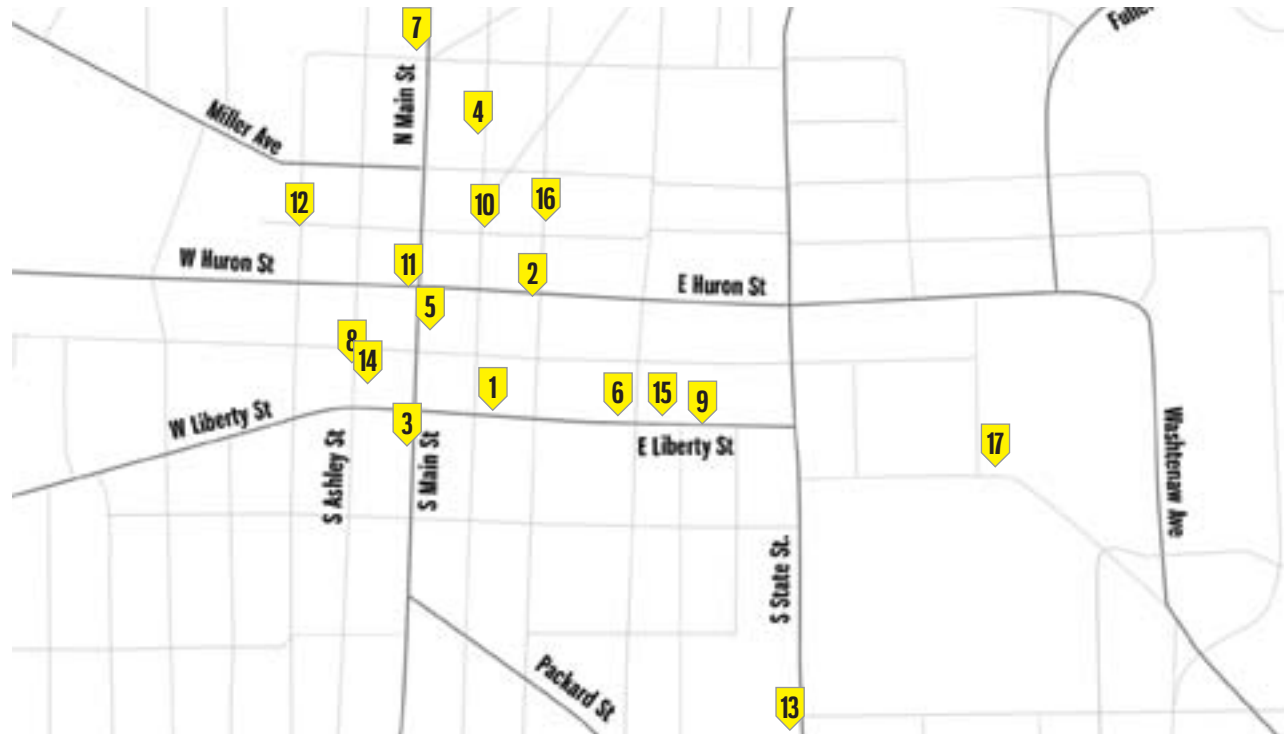 7
Fuller
N Main St
4
Miller Ave
12
10
16
W Huron St
11
2
E Huron St
5
8
14
1
6
15
9
W Liberty St
3
E Liberty St
17
S Ashley St
S Main St
Washtenaw Ave
S State St.
Packard St
13